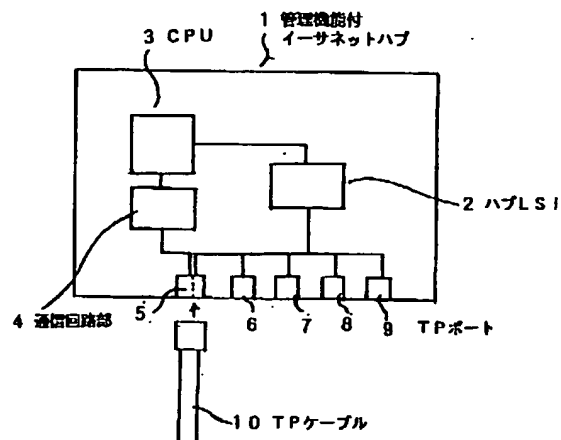 1 管理機能付
イーサネットハブ
3 CPU
2 ハブLSI
4 通信回路部
5
6
7
8
9 TPポート
10 TPケーブル